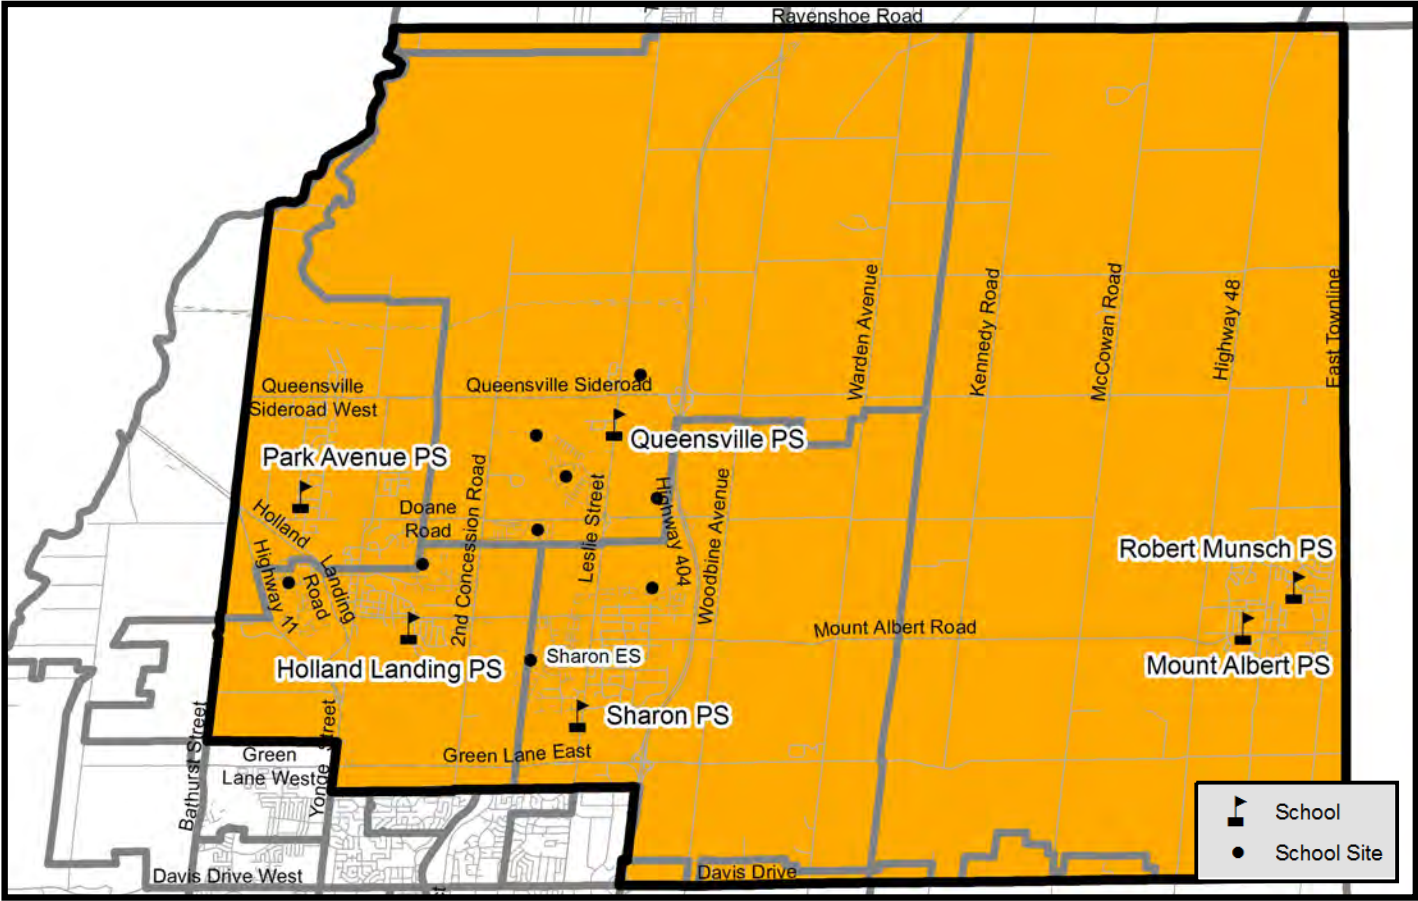 Ravenshoe Road
Warden Avenue
Kennedy Road
McCowan Road
Highway 48
East Townline
Queensville
Sideroad West
Queensville Sideroad
Queensville PS
Park Avenue PS
Holland
Landing
Road
Highway 11
Doane
Road
2nd Concession Road
Leslie Street
Highway 404
Woodbine Avenue
Robert Munsch PS
Mount Albert Road
Mount Albert PS
Holland Landing PS
Sharon ES
Sharon PS
Green Lane East
Bathurst Street
Green
Lane West
Yonge Street
Davis Drive West
Davis Drive
School
School Site